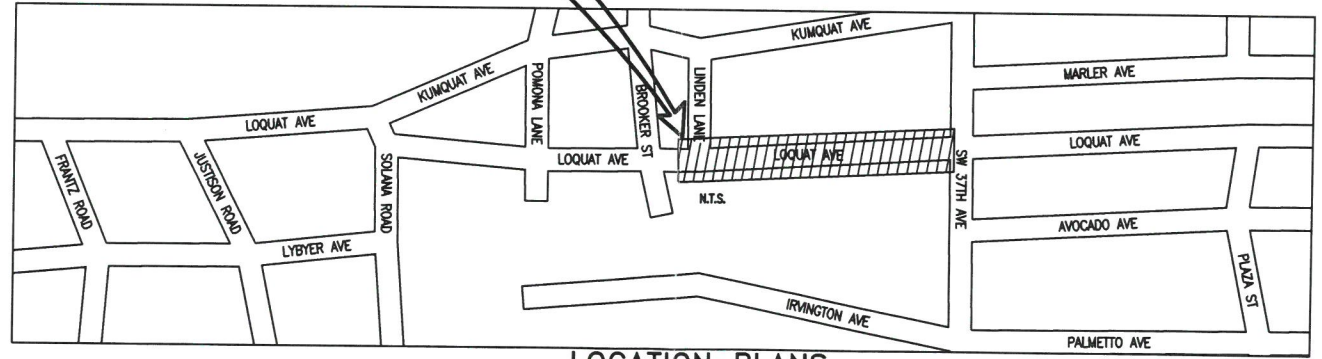 KUMQUAT AVE
KUMQUAT AVE
MARLER AVE
LOQUAT AVE
POMONA LANE
BROOKER ST
LINDEN LANE
LOQUAT AVE
LOQUAT AVE
LOQUAT AVE
FRANTZ ROAD
JUSTISON ROAD
SOLANA ROAD
SW 37TH AVE
N.T.S.
AVOCADO AVE
LYBYER AVE
PLAZA ST
IRVINGTON AVE
PALMETTO AVE
LOCATION PLANS